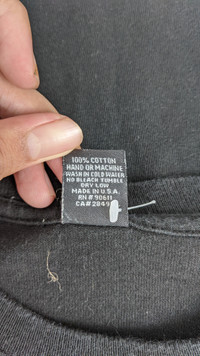 100% COTTON
HAND OR MACHINE
WASH IN COLD WATER
NO BLEACH TUMBLE
DRY LOW
MADE IN U.S.A.
RN # 90611
CA# 2849